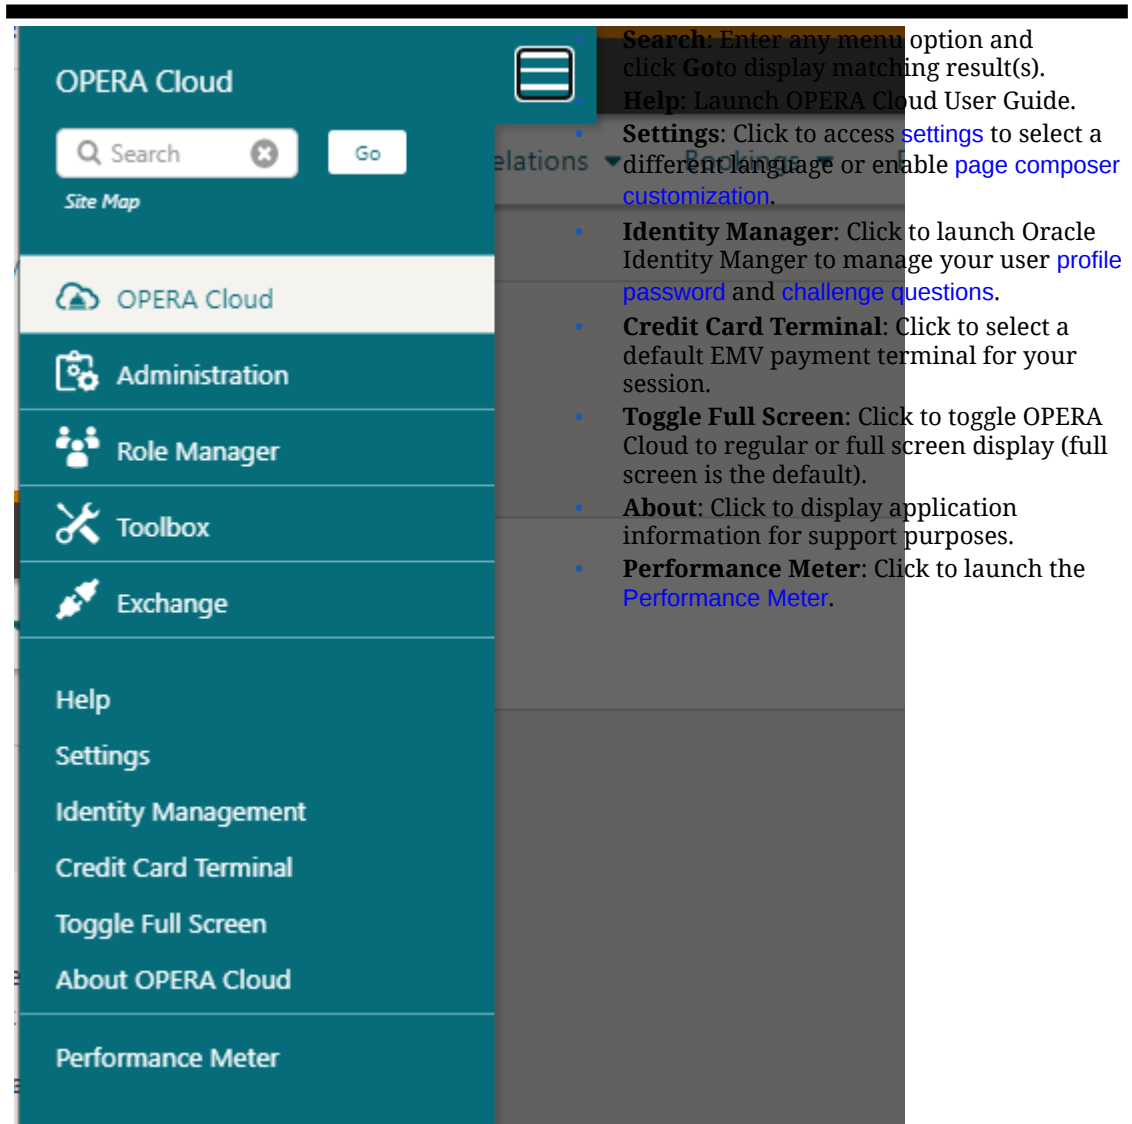 OPERA Cloud
Search
Go
Site Map
OPERA Cloud
Administration
Role Manager
Toolbox
Exchange
Help
Settings
Identity Management
Credit Card Terminal
Toggle Full Screen
About OPERA Cloud
Performance Meter
elations
Bookings
Search: Enter any menu option and
click Goto display matching result(s).
Help: Launch OPERA Cloud User Guide.
Settings: Click to access settings to select a
different language or enable page composer
customization.
Identity Manager: Click to launch Oracle
Identity Manger to manage your user profile
password and challenge questions.
Credit Card Terminal: Click to select a
default EMV payment terminal for your
session.
Toggle Full Screen: Click to toggle OPERA
Cloud to regular or full screen display (full
screen is the default).
About: Click to display application
information for support purposes.
Performance Meter: Click to launch the
Performance Meter.